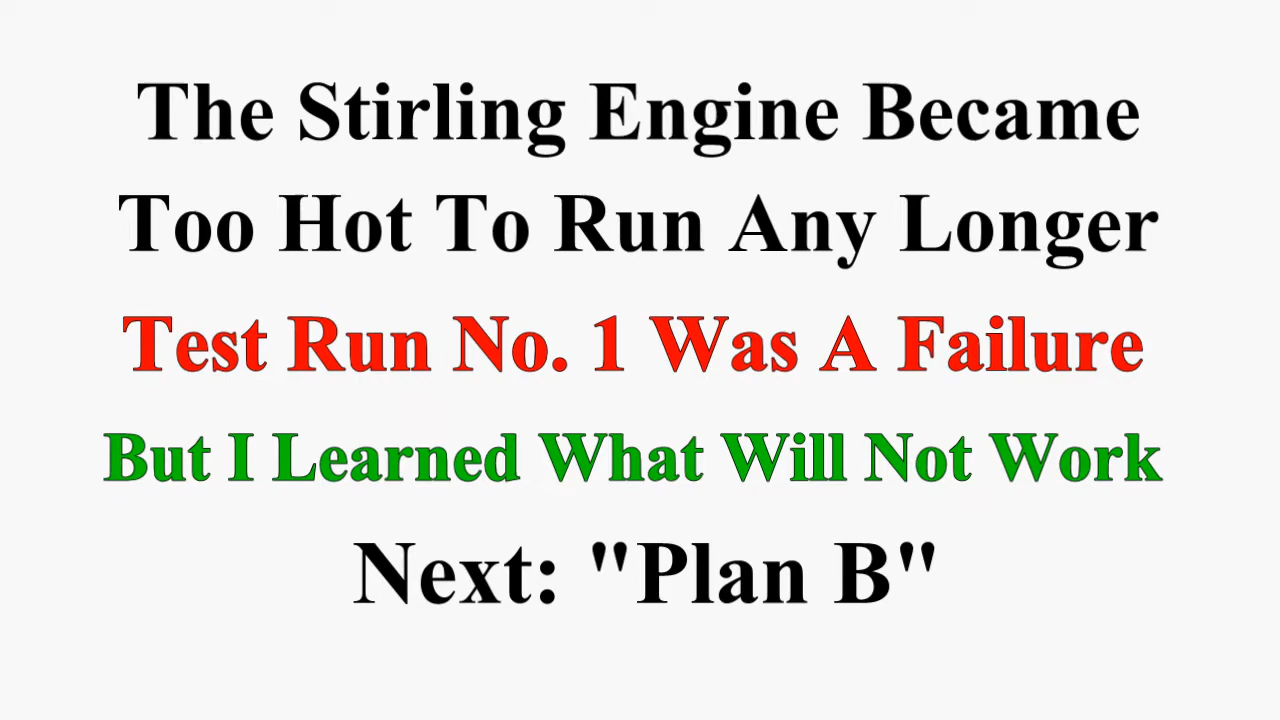 The Stirling Engine Became
Too Hot To Run Any Longer
Test Run No. 1 Was A Failure
But I Learned What Will Not Work
Next: "Plan B"